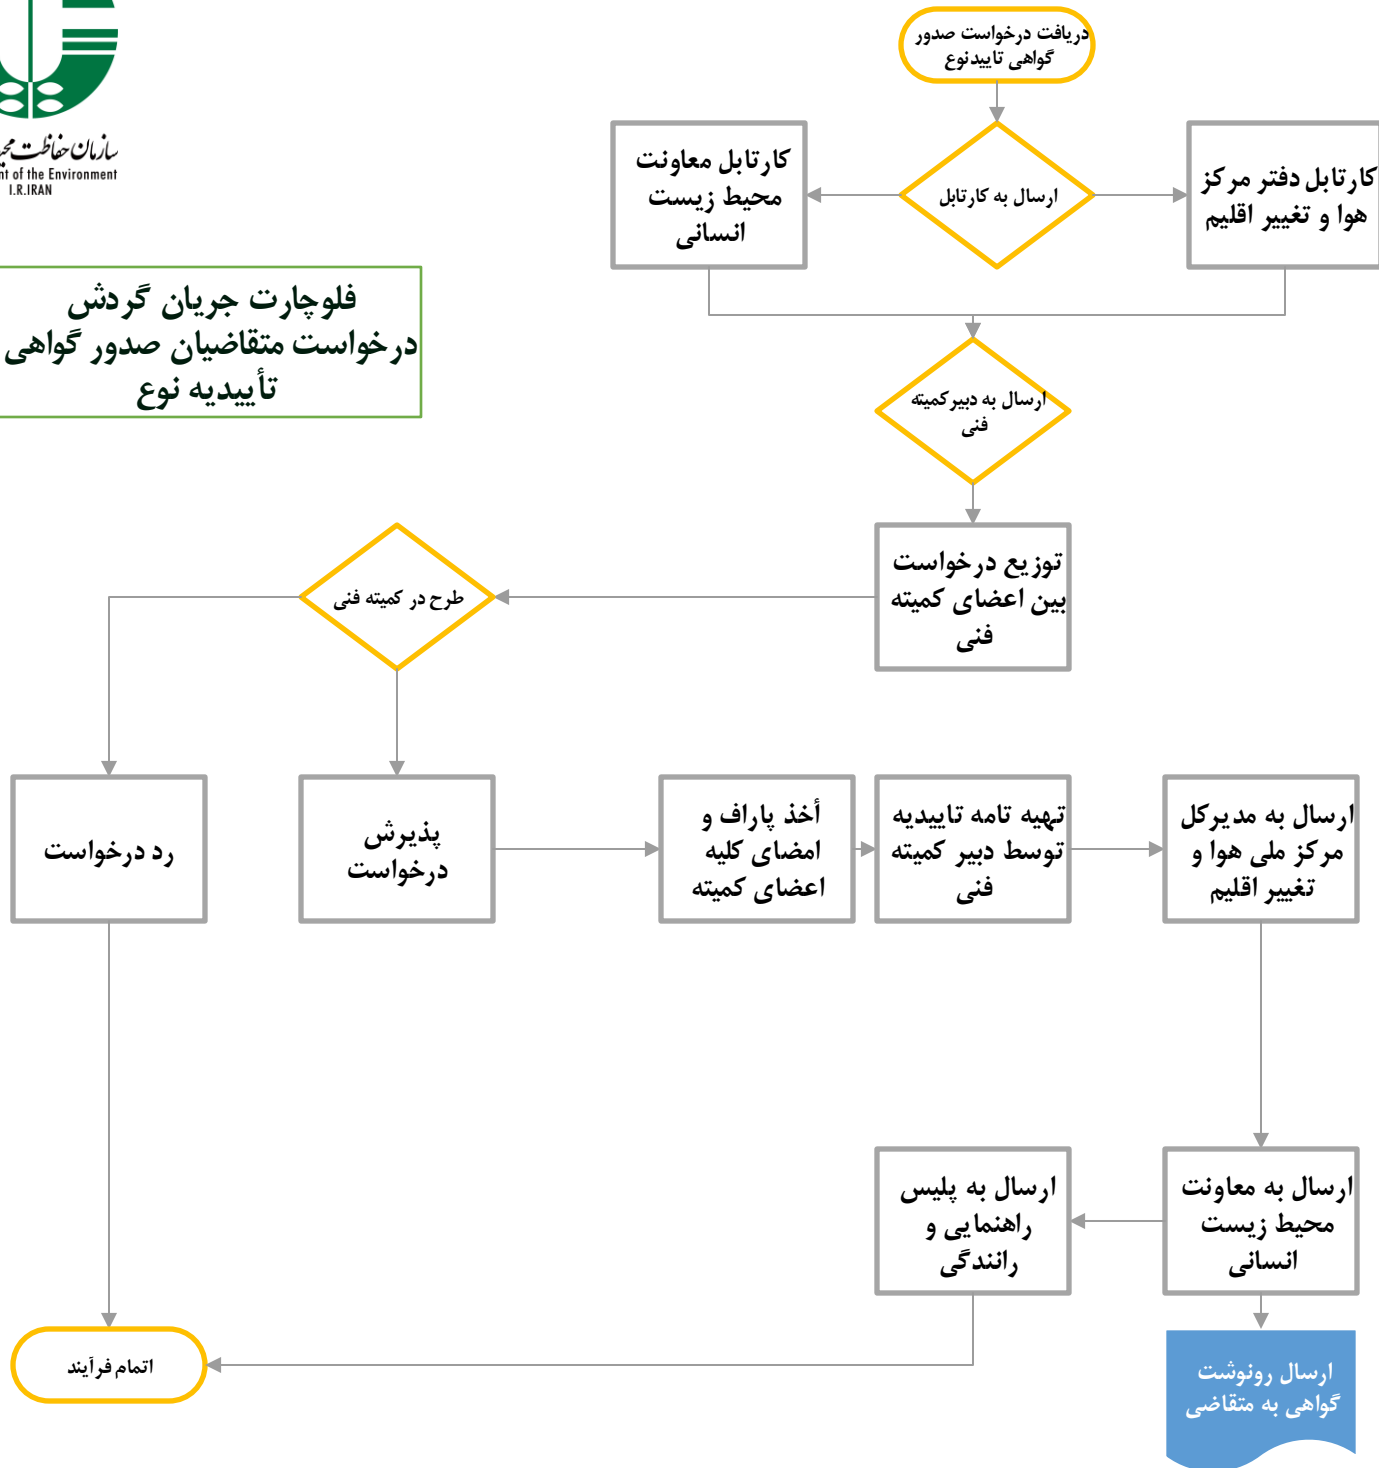 سازمان حفاظت
nt of the Environment
I.R.IRAN
فلوچارت جریان گردش
درخواست متقاضیان صدور گواهی
تأییدیه نوع
دریافت درخواست صدور
گواهی تاییدنوع
ارسال به کارتابل
کارتابل دفتر مرکز
هوا و تغییر اقلیم
کارتابل معاونت
محیط زیست
انسانی
ارسال به دبیرکمیته
فنی
توزیع درخواست
بین اعضای کمیته
فنی
طرح در کمیته فنی
رد درخواست
پذیرش
درخواست
أخذ پاراف و
امضای کلیه
اعضای کمیته
تهیه تامه تاییدیه
توسط دبیر کمیته
فنی
ارسال به مدیرکل
مرکز ملی هوا و
تغییر اقلیم
ارسال به معاونت
محیط زیست
انسانی
ارسال به پلیس
راهنمایی و
رانندگی
ارسال رونوشت
گواهی به متقاضی
اتمام فرآیند